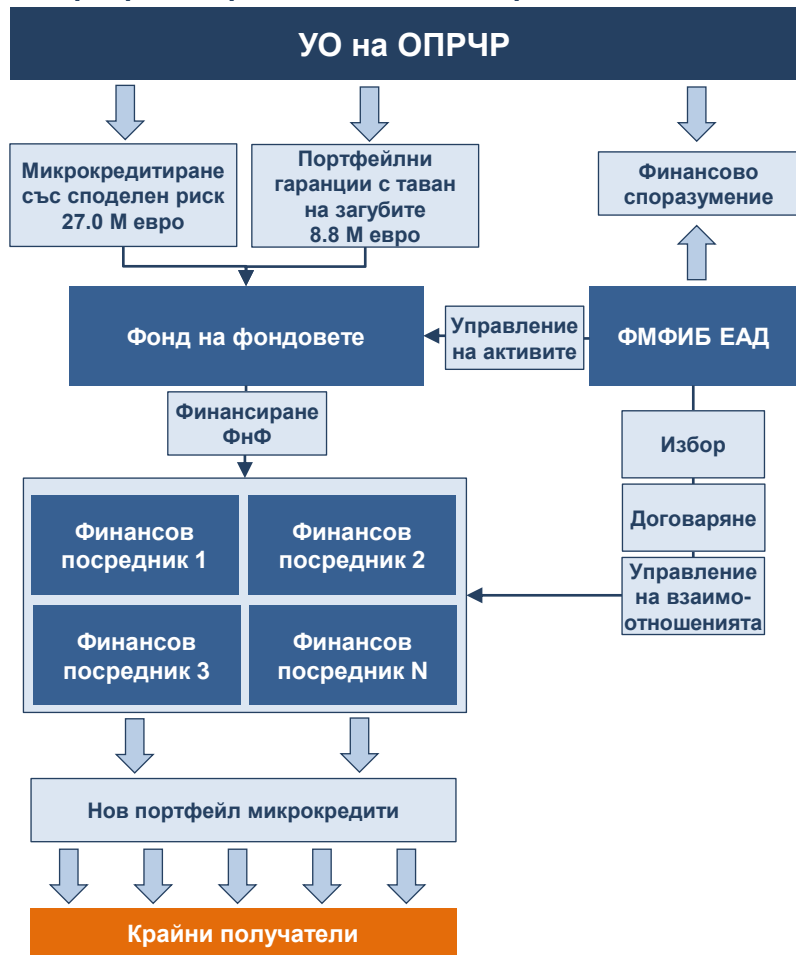 УО на ОПРЧР
Микрокредитиране
със споделен риск
27.0 М евро
Портфейлни
гаранции с таван
на загубите
8.8 М евро
Финансово
споразумение
Фонд на фондовете
Управление
на активите
ФМФИБ ЕАД
Финансиране
ФнФ
Избор
Договаряне
Управление
на взаимо-
отношенията
Финансов
посредник 1
Финансов
посредник 2
Финансов
посредник 3
Финансов
посредник N
Нов портфейл микрокредити
Крайни получатели